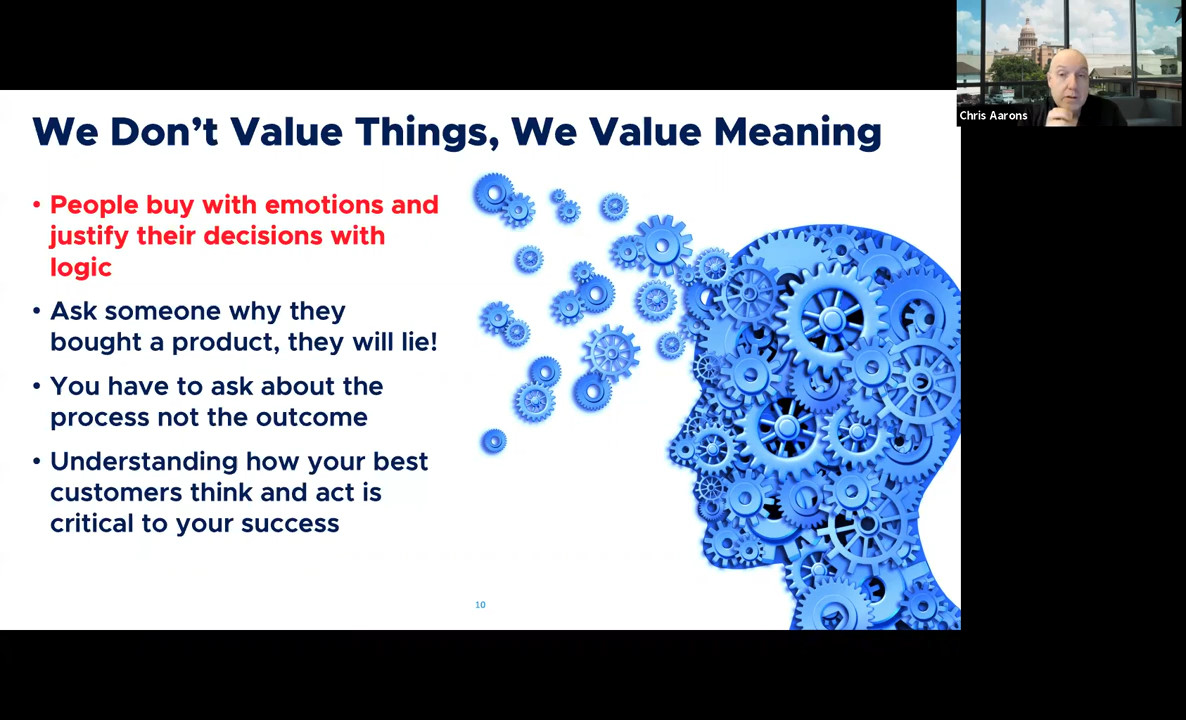 We Don’t Value Things, We Value Meaning
• People buy with emotions and
justify their decisions with
logic
• Ask someone why they
bought a product, they will lie!
• You have to ask about the
process not the outcome
• Understanding how your best
customers think and act is
critical to your success
10
Chris Aarons